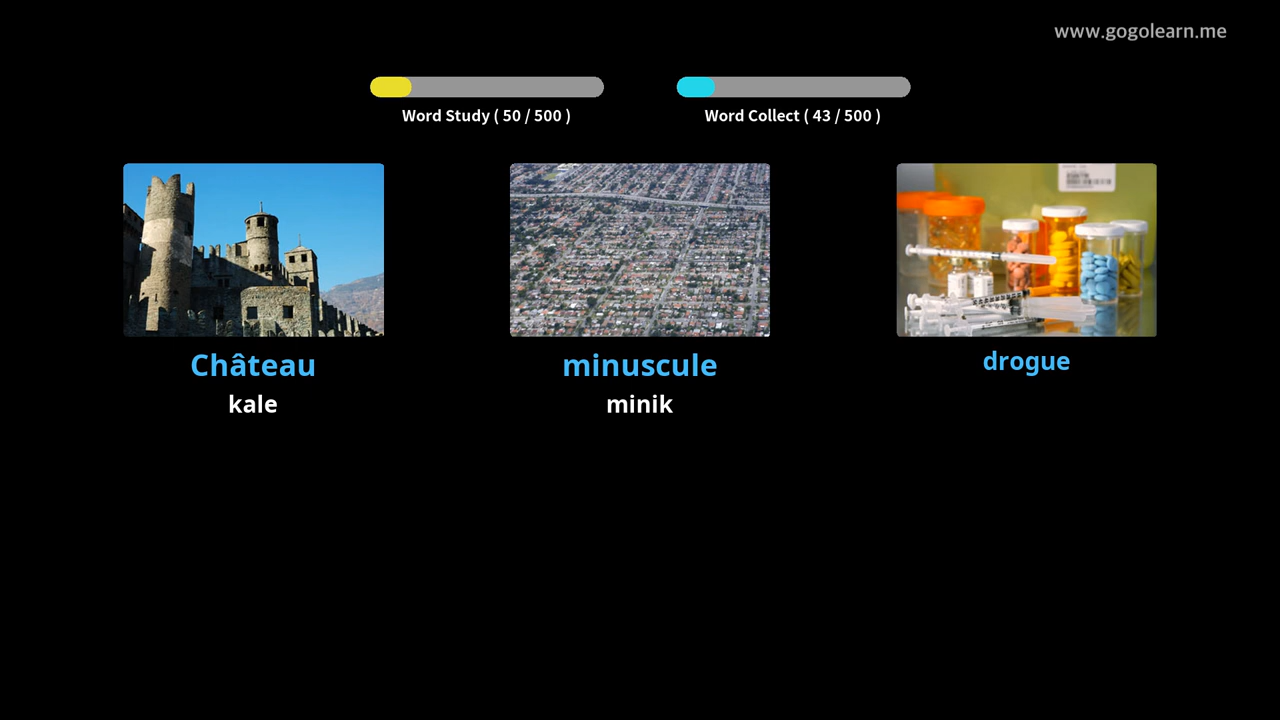 www.gogolearn.me
Word Study ( 50 / 500 )
Word Collect ( 43 / 500 )
Château
minuscule
drogue
kale
minik